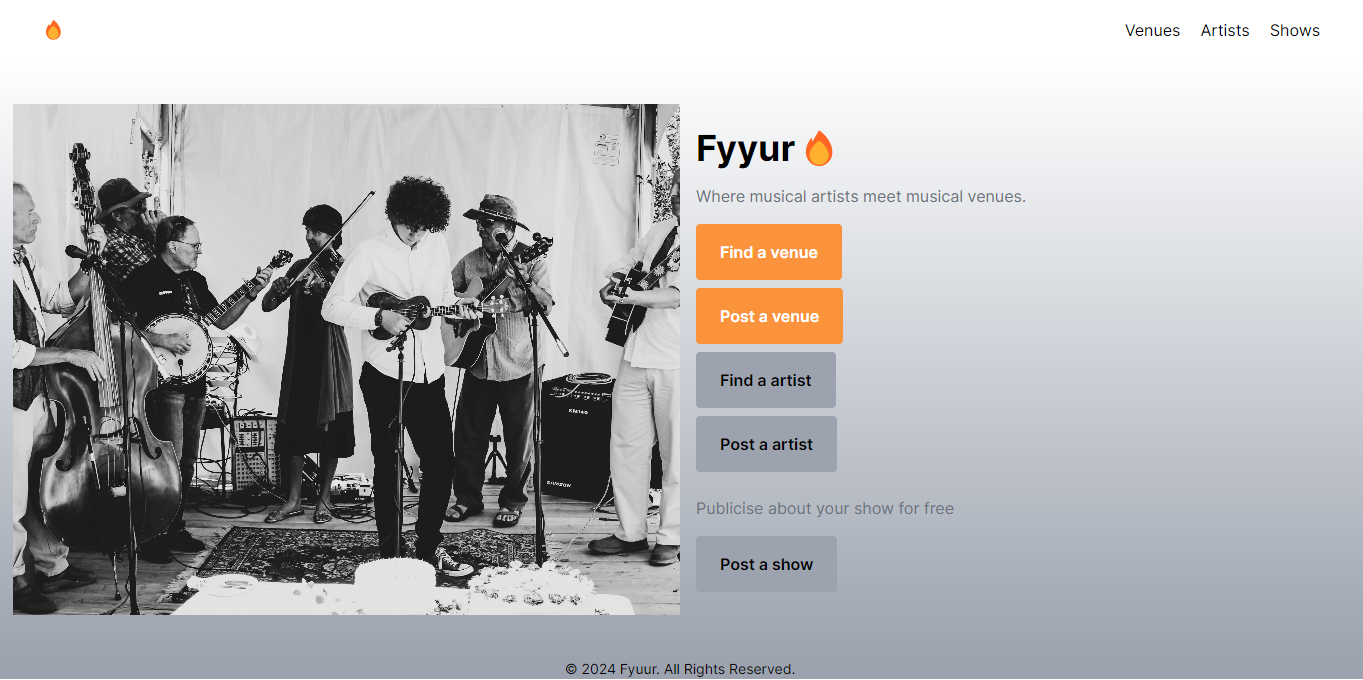 Venues Artists Shows
Fyyur
Where musical artists meet musical venues.
Find a venue
Post a venue
Find a artist
Post a artist
Publicise about your show for free
Post a show
© 2024 Fyuur. All Rights Reserved.